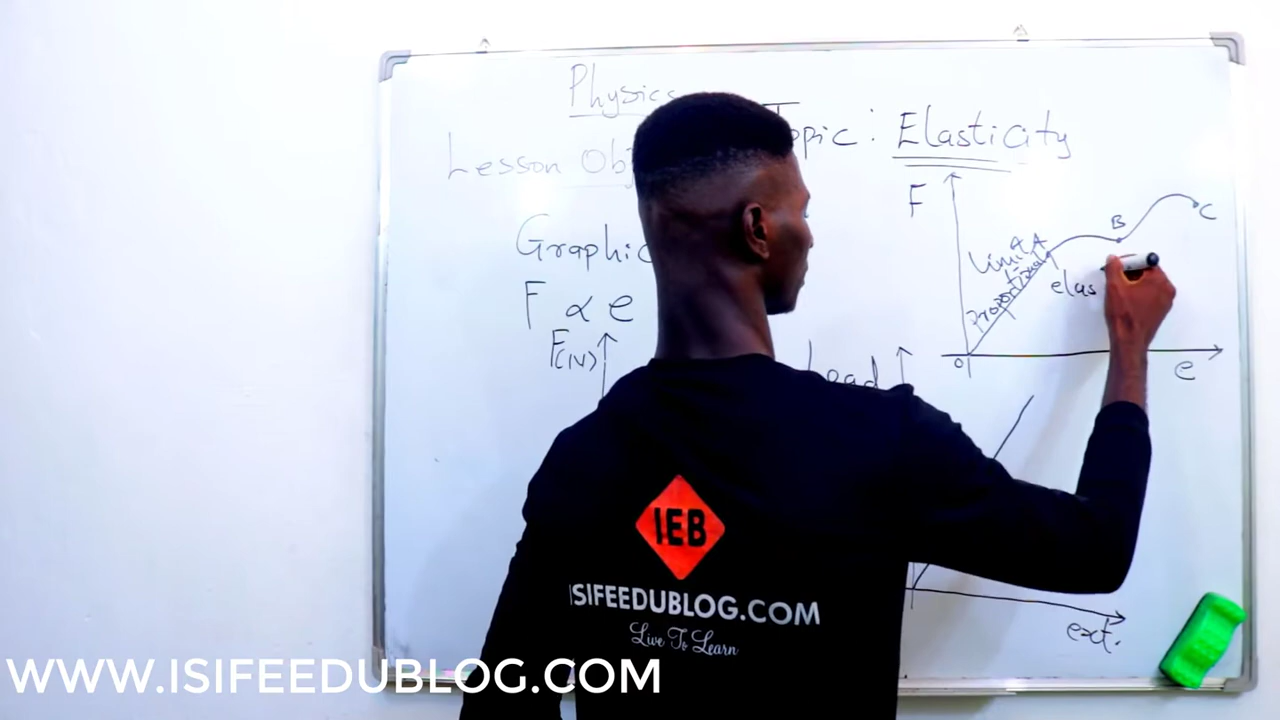 Physics
Topic: Elasticity
Lesson Obj
Graphic
F ∝ e
F(N)
Load
ext.
F
Limit A
Proportional
elas
B
C
O
e
IEB
ISIFEEDUBLOG.COM
Live To Learn
WWW.ISIFEEDUBLOG.COM